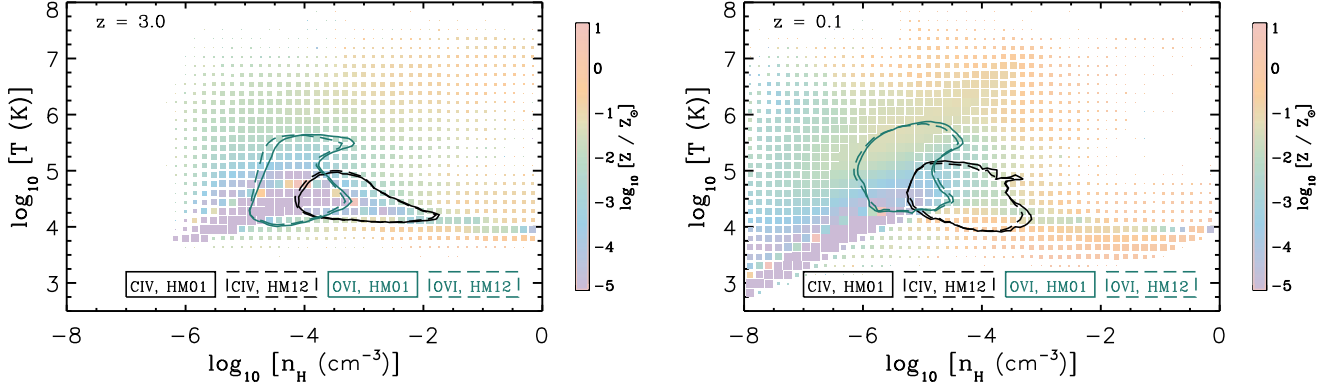 z = 3.0
log₁₀ [T (K)]
8
7
6
5
4
3
CIV, HM01 CIV, HM12 OVI, HM01 OVI, HM12
−8 −6 −4 −2 0
log₁₀ [n_H (cm⁻³)]
1
0
−1
−2
−3
−4
−5
log₁₀ [Z / Z⊙]
z = 0.1
log₁₀ [T (K)]
8
7
6
5
4
3
CIV, HM01 CIV, HM12 OVI, HM01 OVI, HM12
−8 −6 −4 −2 0
log₁₀ [n_H (cm⁻³)]
1
0
−1
−2
−3
−4
−5
log₁₀ [Z / Z⊙]